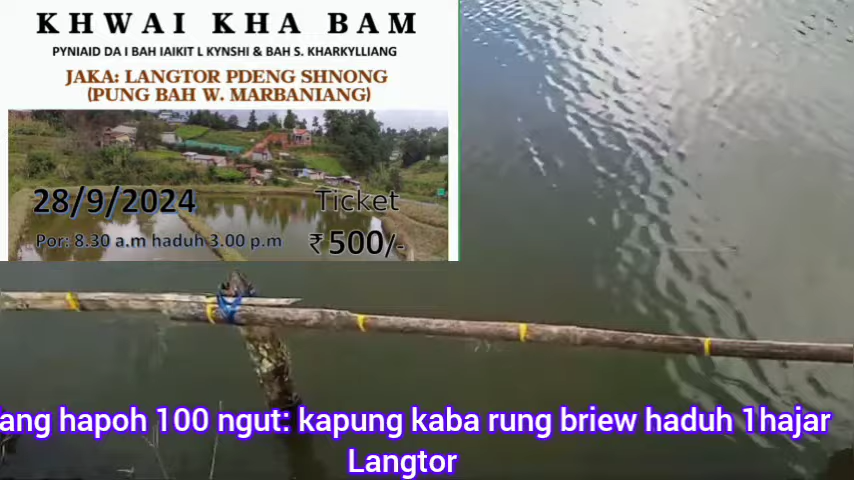 KHWAI KHA BAM
PYNIAID DA I BAH IAIKIT L KYNSHI & BAH S. KHARKYLLIANG
JAKA: LANGTOR PDENG SHNONG
(PUNG BAH W. MARBANIANG)
28/9/2024
Ticket
Por: 8.30 a.m haduh 3.00 p.m
₹500/-
ang hapoh 100 ngut: kapung kaba rung briew haduh 1hajar
Langtor